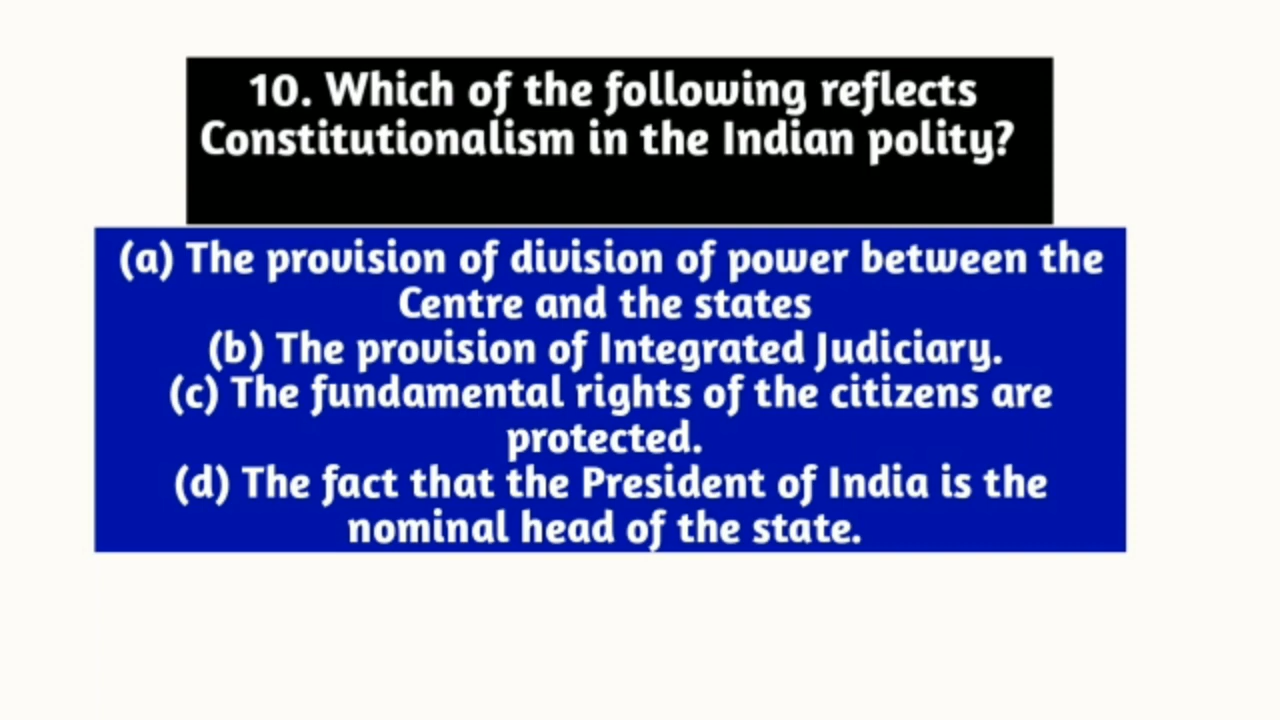 10. Which of the following reflects
Constitutionalism in the Indian polity?
(a) The provision of division of power between the
Centre and the states
(b) The provision of Integrated Judiciary.
(c) The fundamental rights of the citizens are
protected.
(d) The fact that the President of India is the
nominal head of the state.